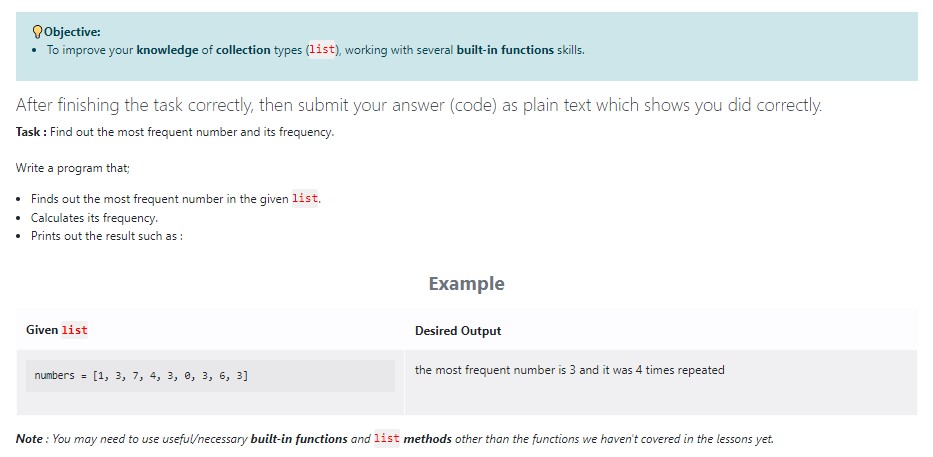 Objective:
• To improve your knowledge of collection types (list), working with several built-in functions skills.
After finishing the task correctly, then submit your answer (code) as plain text which shows you did correctly.
Task : Find out the most frequent number and its frequency.
Write a program that;
• Finds out the most frequent number in the given list.
• Calculates its frequency.
• Prints out the result such as :
Example
Given list
Desired Output
numbers = [1, 3, 7, 4, 3, 0, 3, 6, 3]
the most frequent number is 3 and it was 4 times repeated
Note : You may need to use useful/necessary built-in functions and list methods other than the functions we haven't covered in the lessons yet.